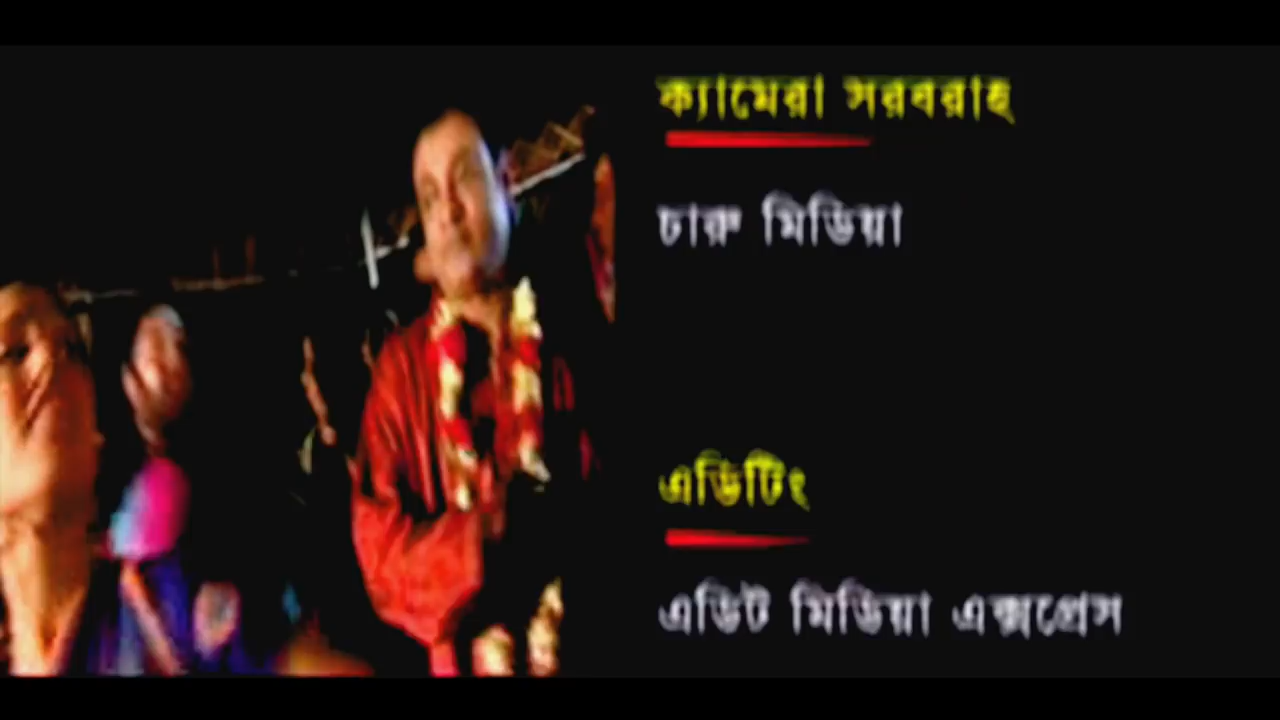 ক্যামেরা সরবরাহ
চারু মিডিয়া
এডিটিং
এডিট মিডিয়া এক্সপ্রেস